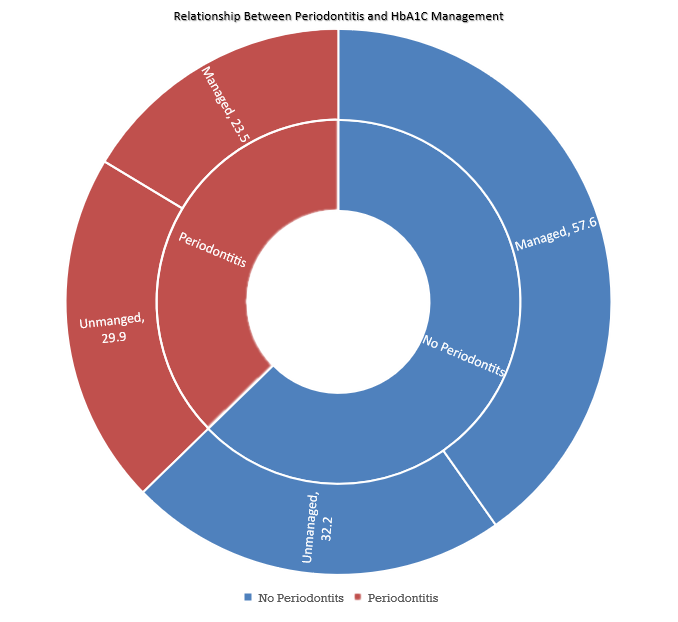 Relationship Between Periodontitis and HbA1C Management
Managed, 23.5
Managed, 57.6
Periodontitis
Unmanged,
29.9
No Periodontits
Unmanaged,
32.2
No Periodontits
Periodontitis